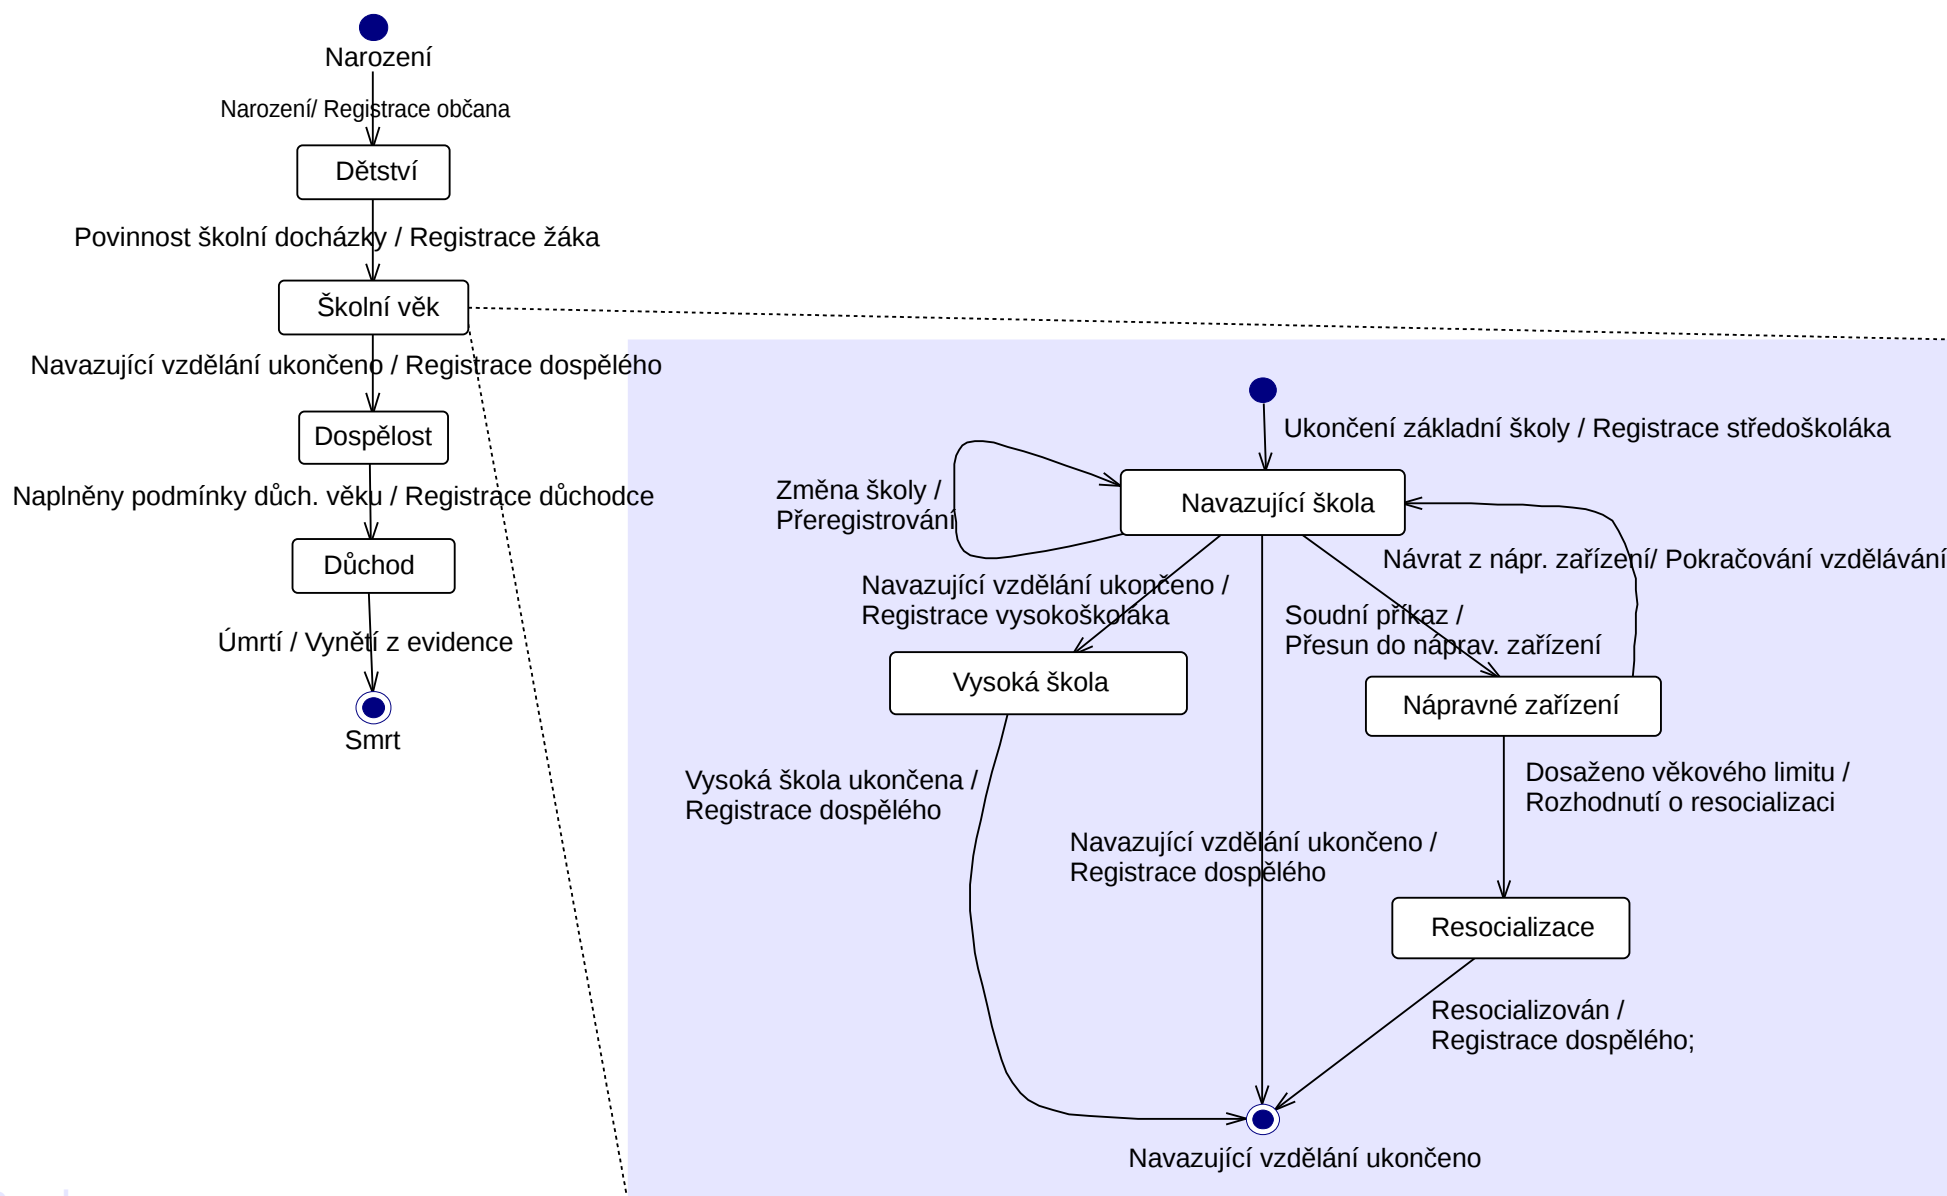 Narození
Narození/ Registrace občana
Dětství
Povinnost školní docházky / Registrace žáka
Školní věk
Navazující vzdělání ukončeno / Registrace dospělého
Dospělost
Naplněny podmínky důch. věku / Registrace důchodce
Důchod
Úmrtí / Vynětí z evidence
Smrt
Ukončení základní školy / Registrace středoškoláka
Změna školy /
Přeregistrování
Navazující škola
Návrat z nápr. zařízení/ Pokračování vzdělávání
Navazující vzdělání ukončeno /
Registrace vysokoškoláka
Soudní příkaz /
Přesun do náprav. zařízení
Vysoká škola
Nápravné zařízení
Vysoká škola ukončena /
Registrace dospělého
Dosaženo věkového limitu /
Rozhodnutí o resocializaci
Navazující vzdělání ukončeno /
Registrace dospělého
Resocializace
Resocializován /
Registrace dospělého;
Navazující vzdělání ukončeno